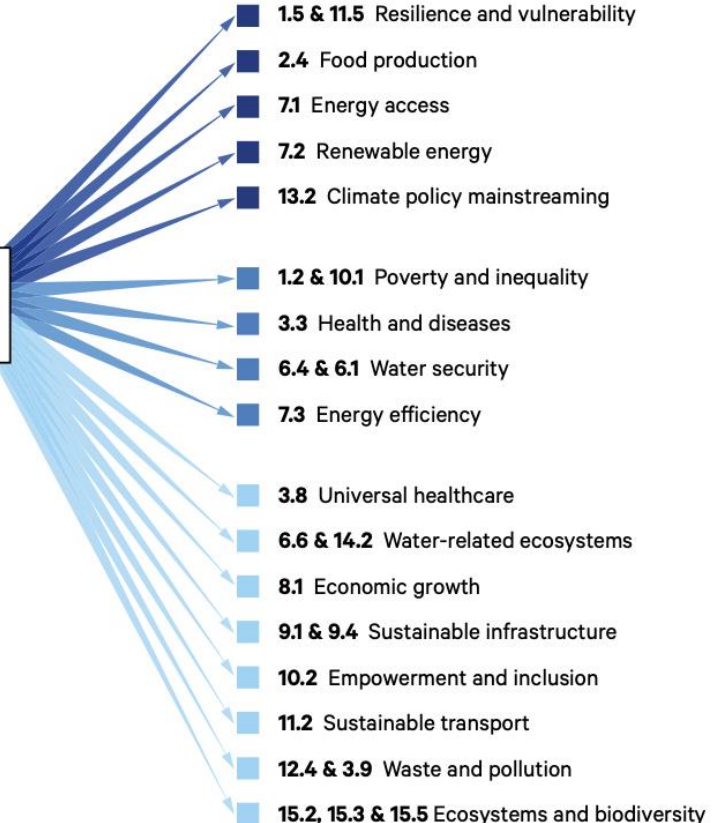 1.5 & 11.5 Resilience and vulnerability
2.4 Food production
7.1 Energy access
7.2 Renewable energy
13.2 Climate policy mainstreaming
1.2 & 10.1 Poverty and inequality
3.3 Health and diseases
6.4 & 6.1 Water security
7.3 Energy efficiency
3.8 Universal healthcare
6.6 & 14.2 Water-related ecosystems
8.1 Economic growth
9.1 & 9.4 Sustainable infrastructure
10.2 Empowerment and inclusion
11.2 Sustainable transport
12.4 & 3.9 Waste and pollution
15.2, 15.3 & 15.5 Ecosystems and biodiversity